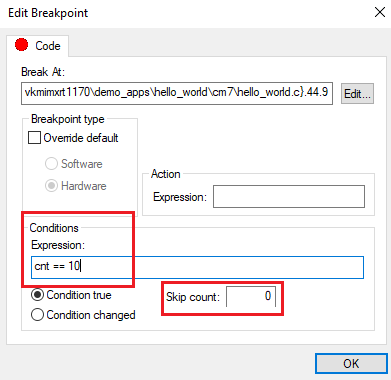 Edit Breakpoint
Code
Break At:
vkmimxrt1170\demo_apps\hello_world\cm7\hello_world.c}.44.9
Edit...
Breakpoint type
Override default
Software
Hardware
Action
Expression:
Conditions
Expression:
cnt == 10
Condition true
Condition changed
Skip count:
0
OK